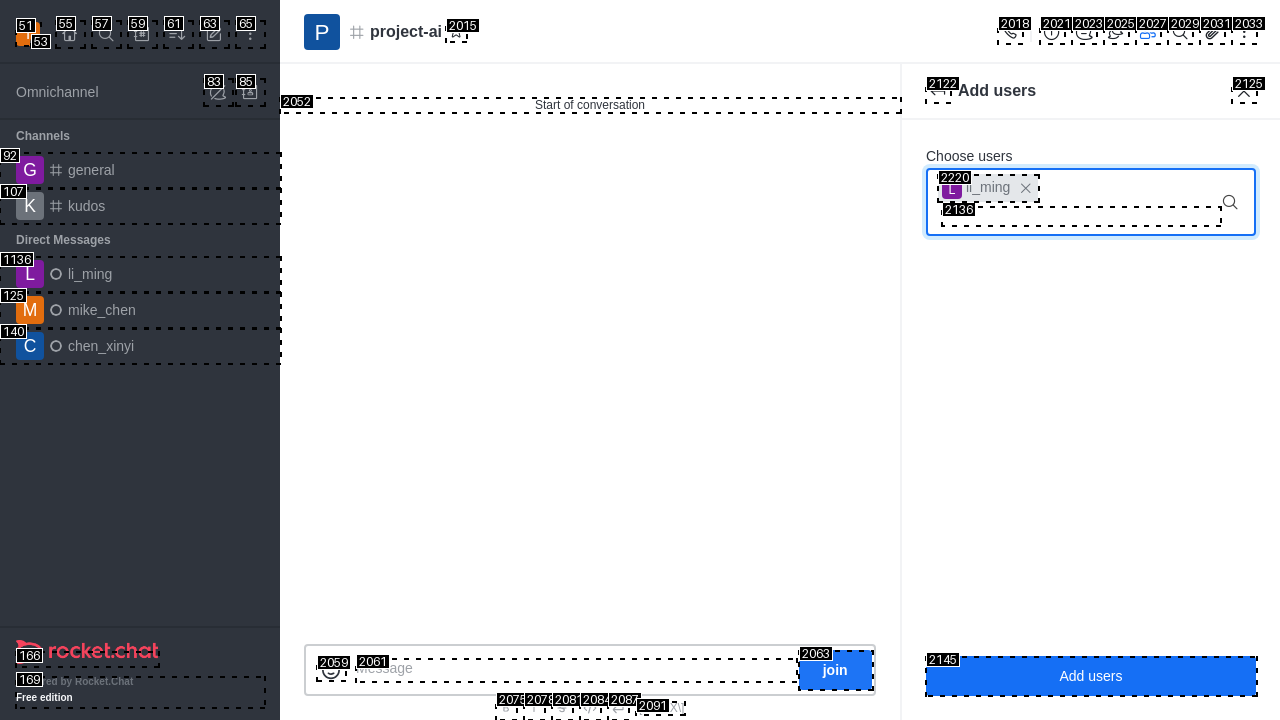 51
53
55
57
59
61
63
65
P
project-ai
2015
2018
2021
2023
2025
2027
2029
2031
2033
Omnichannel
83
85
2052
Start of conversation
2122
Add users
2125
Channels
92
G
general
107
K
kudos
Direct Messages
1136
L
li_ming
125
M
mike_chen
140
C
chen_xinyi
Choose users
2220
L
li_ming
2136
166
rocket.chat
169
ed by Rocket.Chat
Free edition
2059
2061
Message
2063
join
2075
2078
2081
2084
2087
2091
2145
Add users